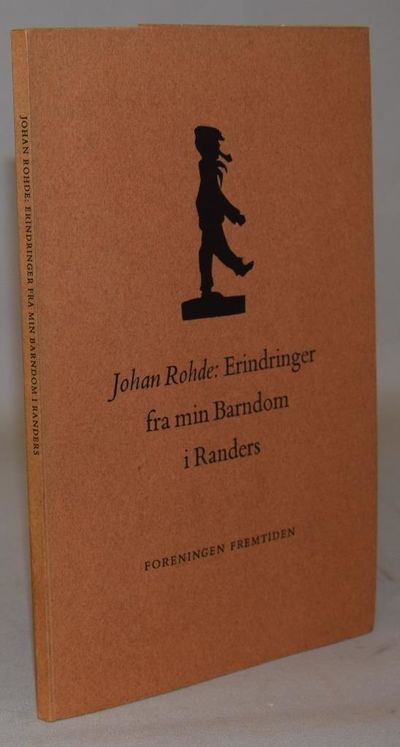 JOHAN ROHDE: ERINDRINGER FRA MIN BARNDOM I RANDERS
Johan Rohde: Erindringer
fra min Barndom
i Randers
FORENINGEN FREMTIDEN